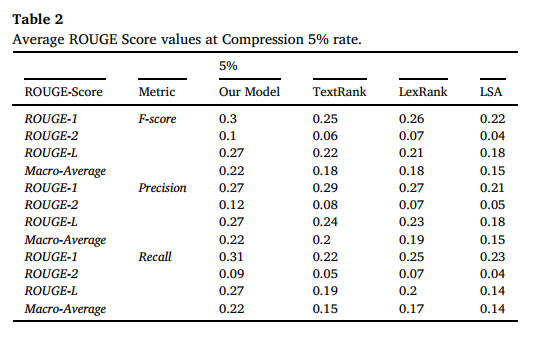 Table 2
Average ROUGE Score values at Compression 5% rate.
5%
ROUGE-Score Metric Our Model TextRank LexRank LSA
ROUGE-1 F-score 0.3 0.25 0.26 0.22
ROUGE-2 0.1 0.06 0.07 0.04
ROUGE-L 0.27 0.22 0.21 0.18
Macro-Average 0.22 0.18 0.18 0.15
ROUGE-1 Precision 0.27 0.29 0.27 0.21
ROUGE-2 0.12 0.08 0.07 0.05
ROUGE-L 0.27 0.24 0.23 0.18
Macro-Average 0.22 0.2 0.19 0.15
ROUGE-1 Recall 0.31 0.22 0.25 0.23
ROUGE-2 0.09 0.05 0.07 0.04
ROUGE-L 0.27 0.19 0.2 0.14
Macro-Average 0.22 0.15 0.17 0.14